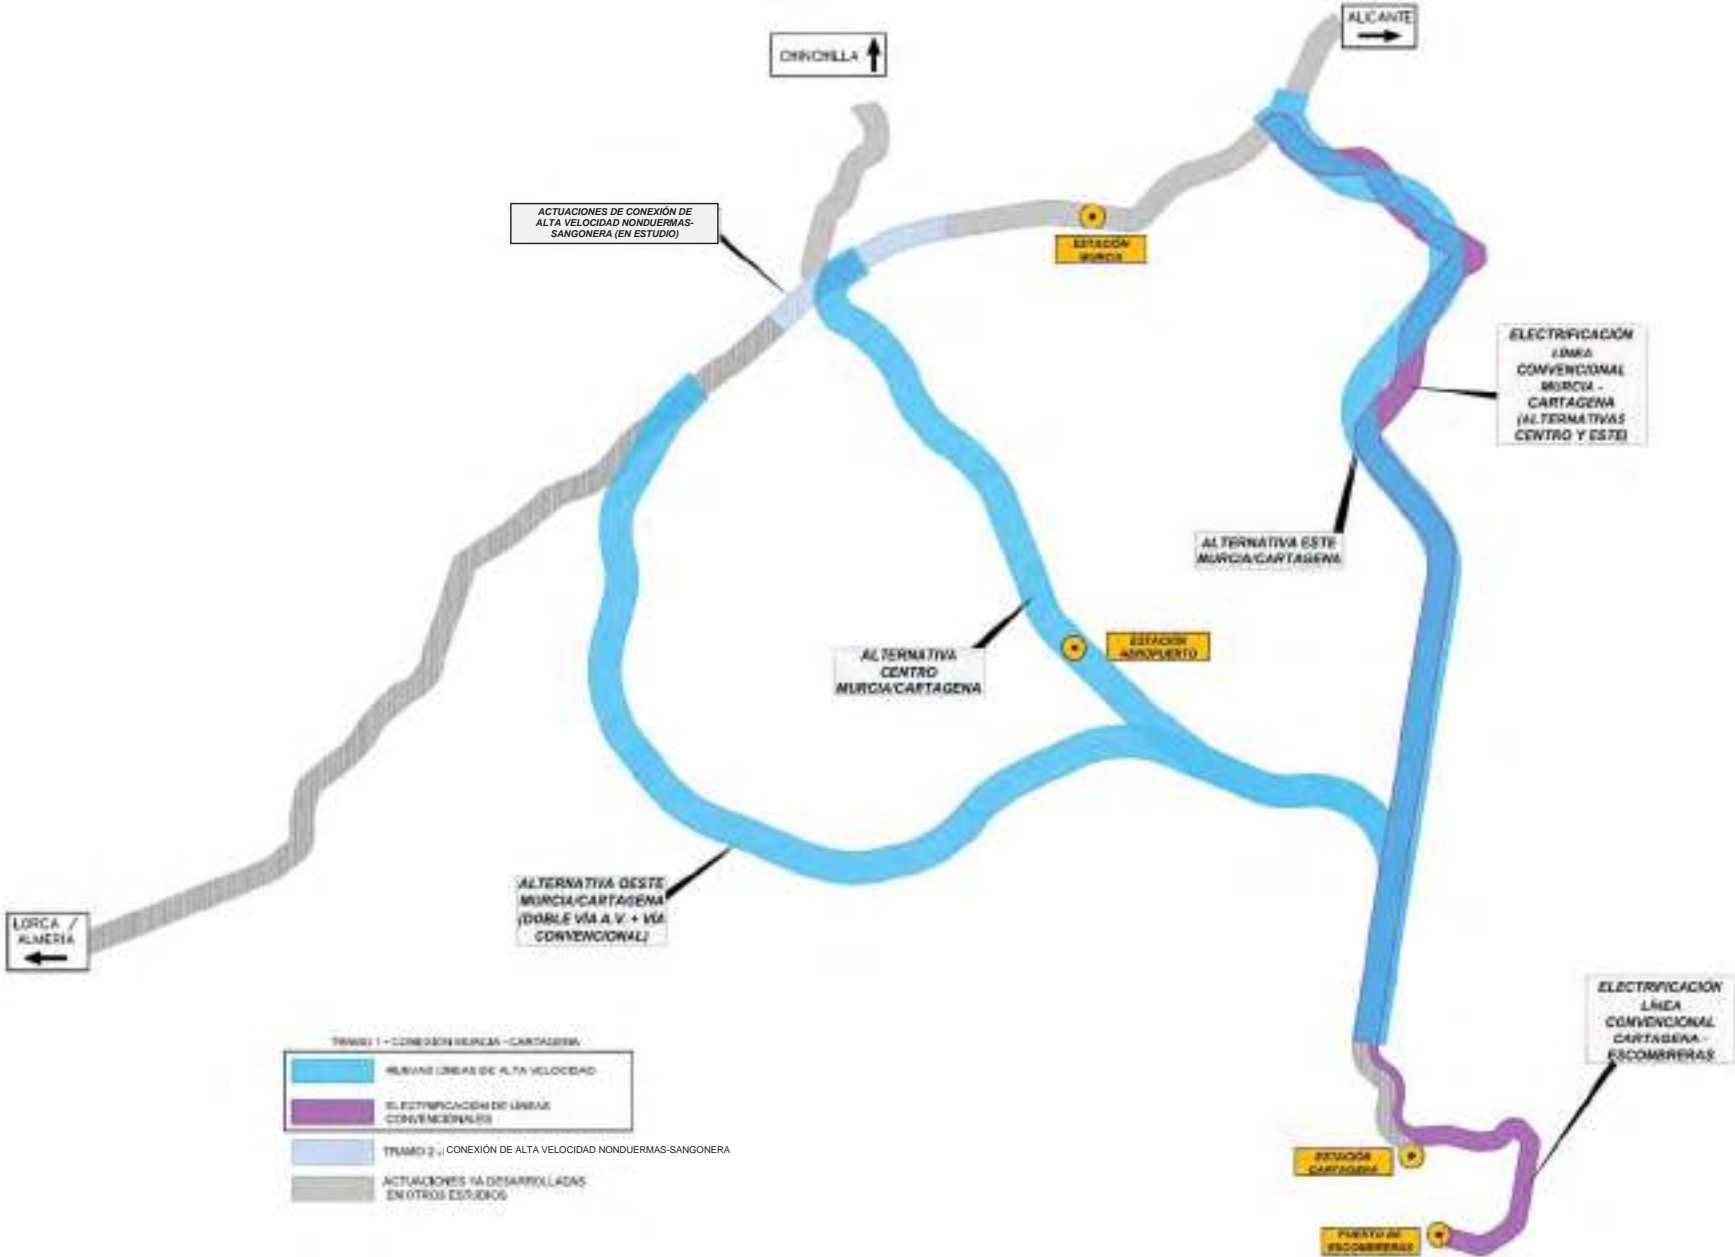 ALICANTE
CHINCHILLA
ACTUACIONES DE CONEXIÓN DE
ALTA VELOCIDAD NONDUERMAS-
SANGONERA (EN ESTUDIO)
ESTACIÓN
MURCIA
ELECTRIFICACIÓN
LÍNEA
CONVENCIONAL
MURCIA -
CARTAGENA
(ALTERNATIVAS
CENTRO Y ESTE)
ALTERNATIVA ESTE
MURCIA/CARTAGENA
ESTACIÓN
AEROPUERTO
ALTERNATIVA
CENTRO
MURCIA/CARTAGENA
ALTERNATIVA OESTE
MURCIA/CARTAGENA
(DOBLE VÍA A.V. + VÍA
CONVENCIONAL)
LORCA /
ALMERIA
ELECTRIFICACIÓN
LÍNEA
CONVENCIONAL
CARTAGENA -
ESCOMBRERAS
TRAMO 1 - CONEXIÓN MURCIA - CARTAGENA
NUEVAS LÍNEAS DE ALTA VELOCIDAD
ELECTRIFICACIÓN DE LÍNEAS
CONVENCIONALES
TRAMO 2 - CONEXIÓN DE ALTA VELOCIDAD NONDUERMAS-SANGONERA
ACTUACIONES YA DESARROLLADAS
EN OTROS ESTUDIOS
ESTACIÓN
CARTAGENA
PUERTO DE
ESCOMBRERAS